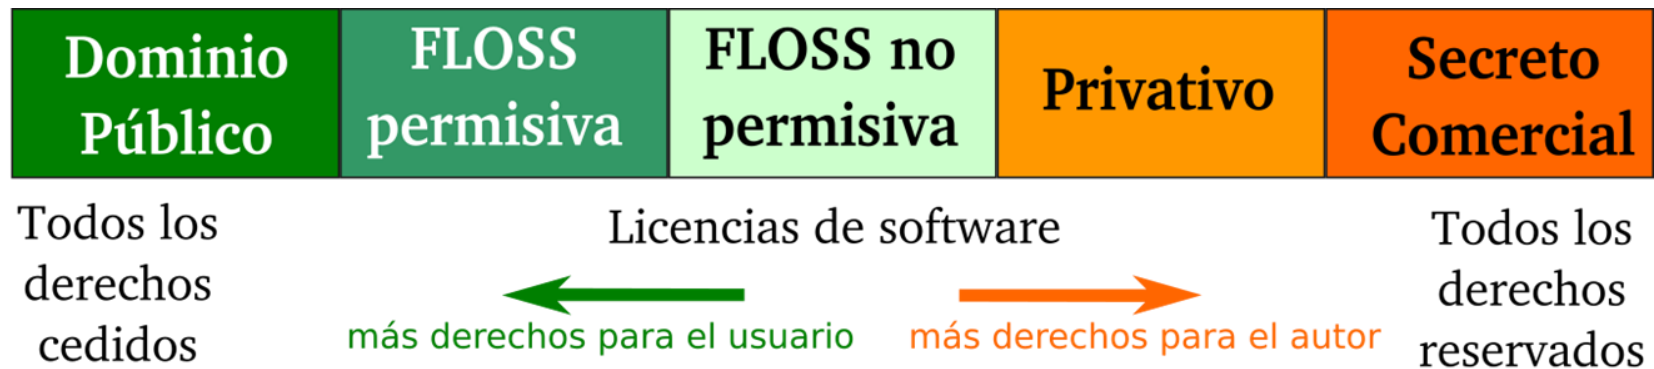 Dominio
Público
FLOSS
permisiva
FLOSS no
permisiva
Privativo
Secreto
Comercial
Todos los
derechos
cedidos
Licencias de software
más derechos para el usuario
más derechos para el autor
Todos los
derechos
reservados